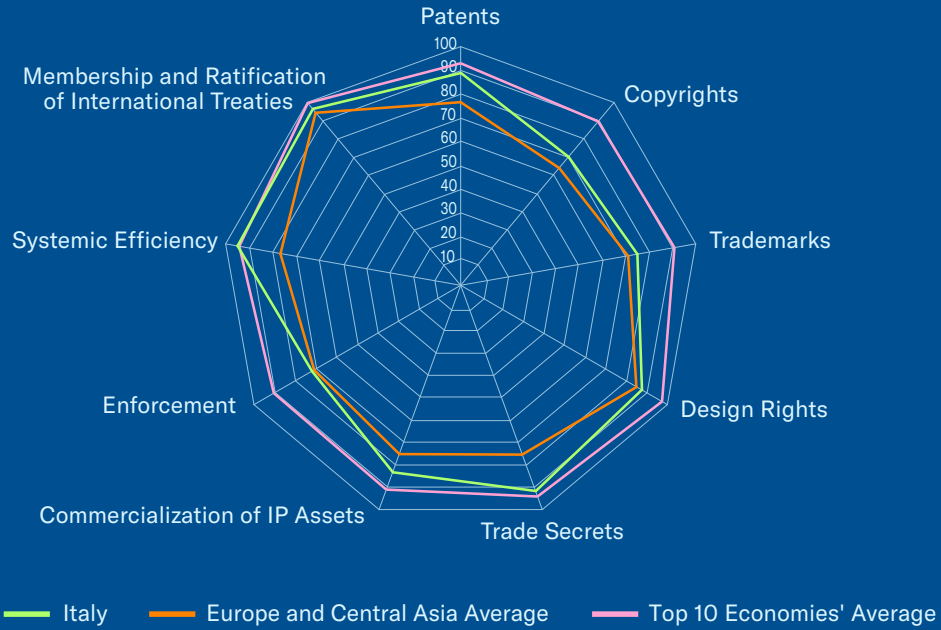 Patents
100
90
80
70
60
50
40
30
20
10
Membership and Ratification
of International Treaties
Copyrights
Systemic Efficiency
Trademarks
Enforcement
Design Rights
Commercialization of IP Assets
Trade Secrets
Italy
Europe and Central Asia Average
Top 10 Economies' Average